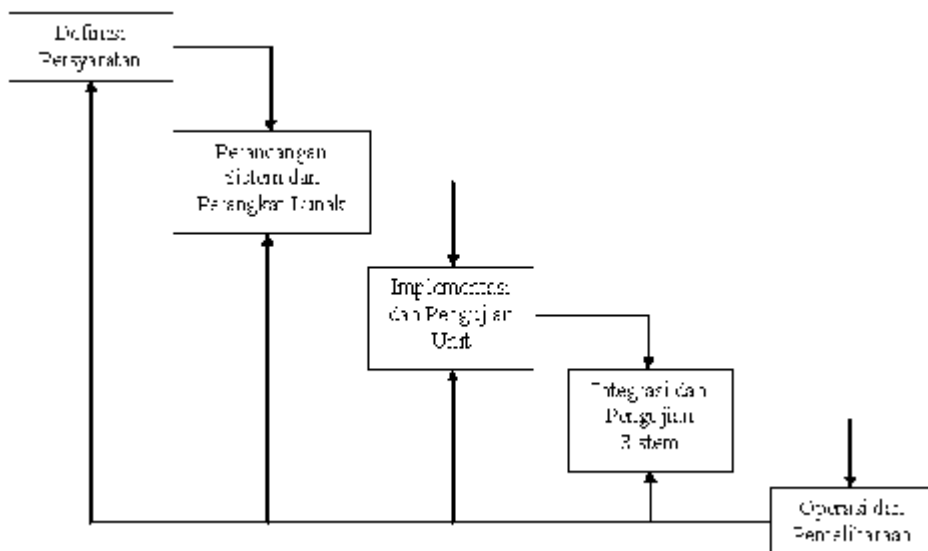 Definisi
Persyaratan
Perancangan
Sistem dan
Perangkat Lunak
Implementasi
dan Pengujian
Unit
Integrasi dan
Pengujian
Sistem
Operasi dan
Pemeliharaan